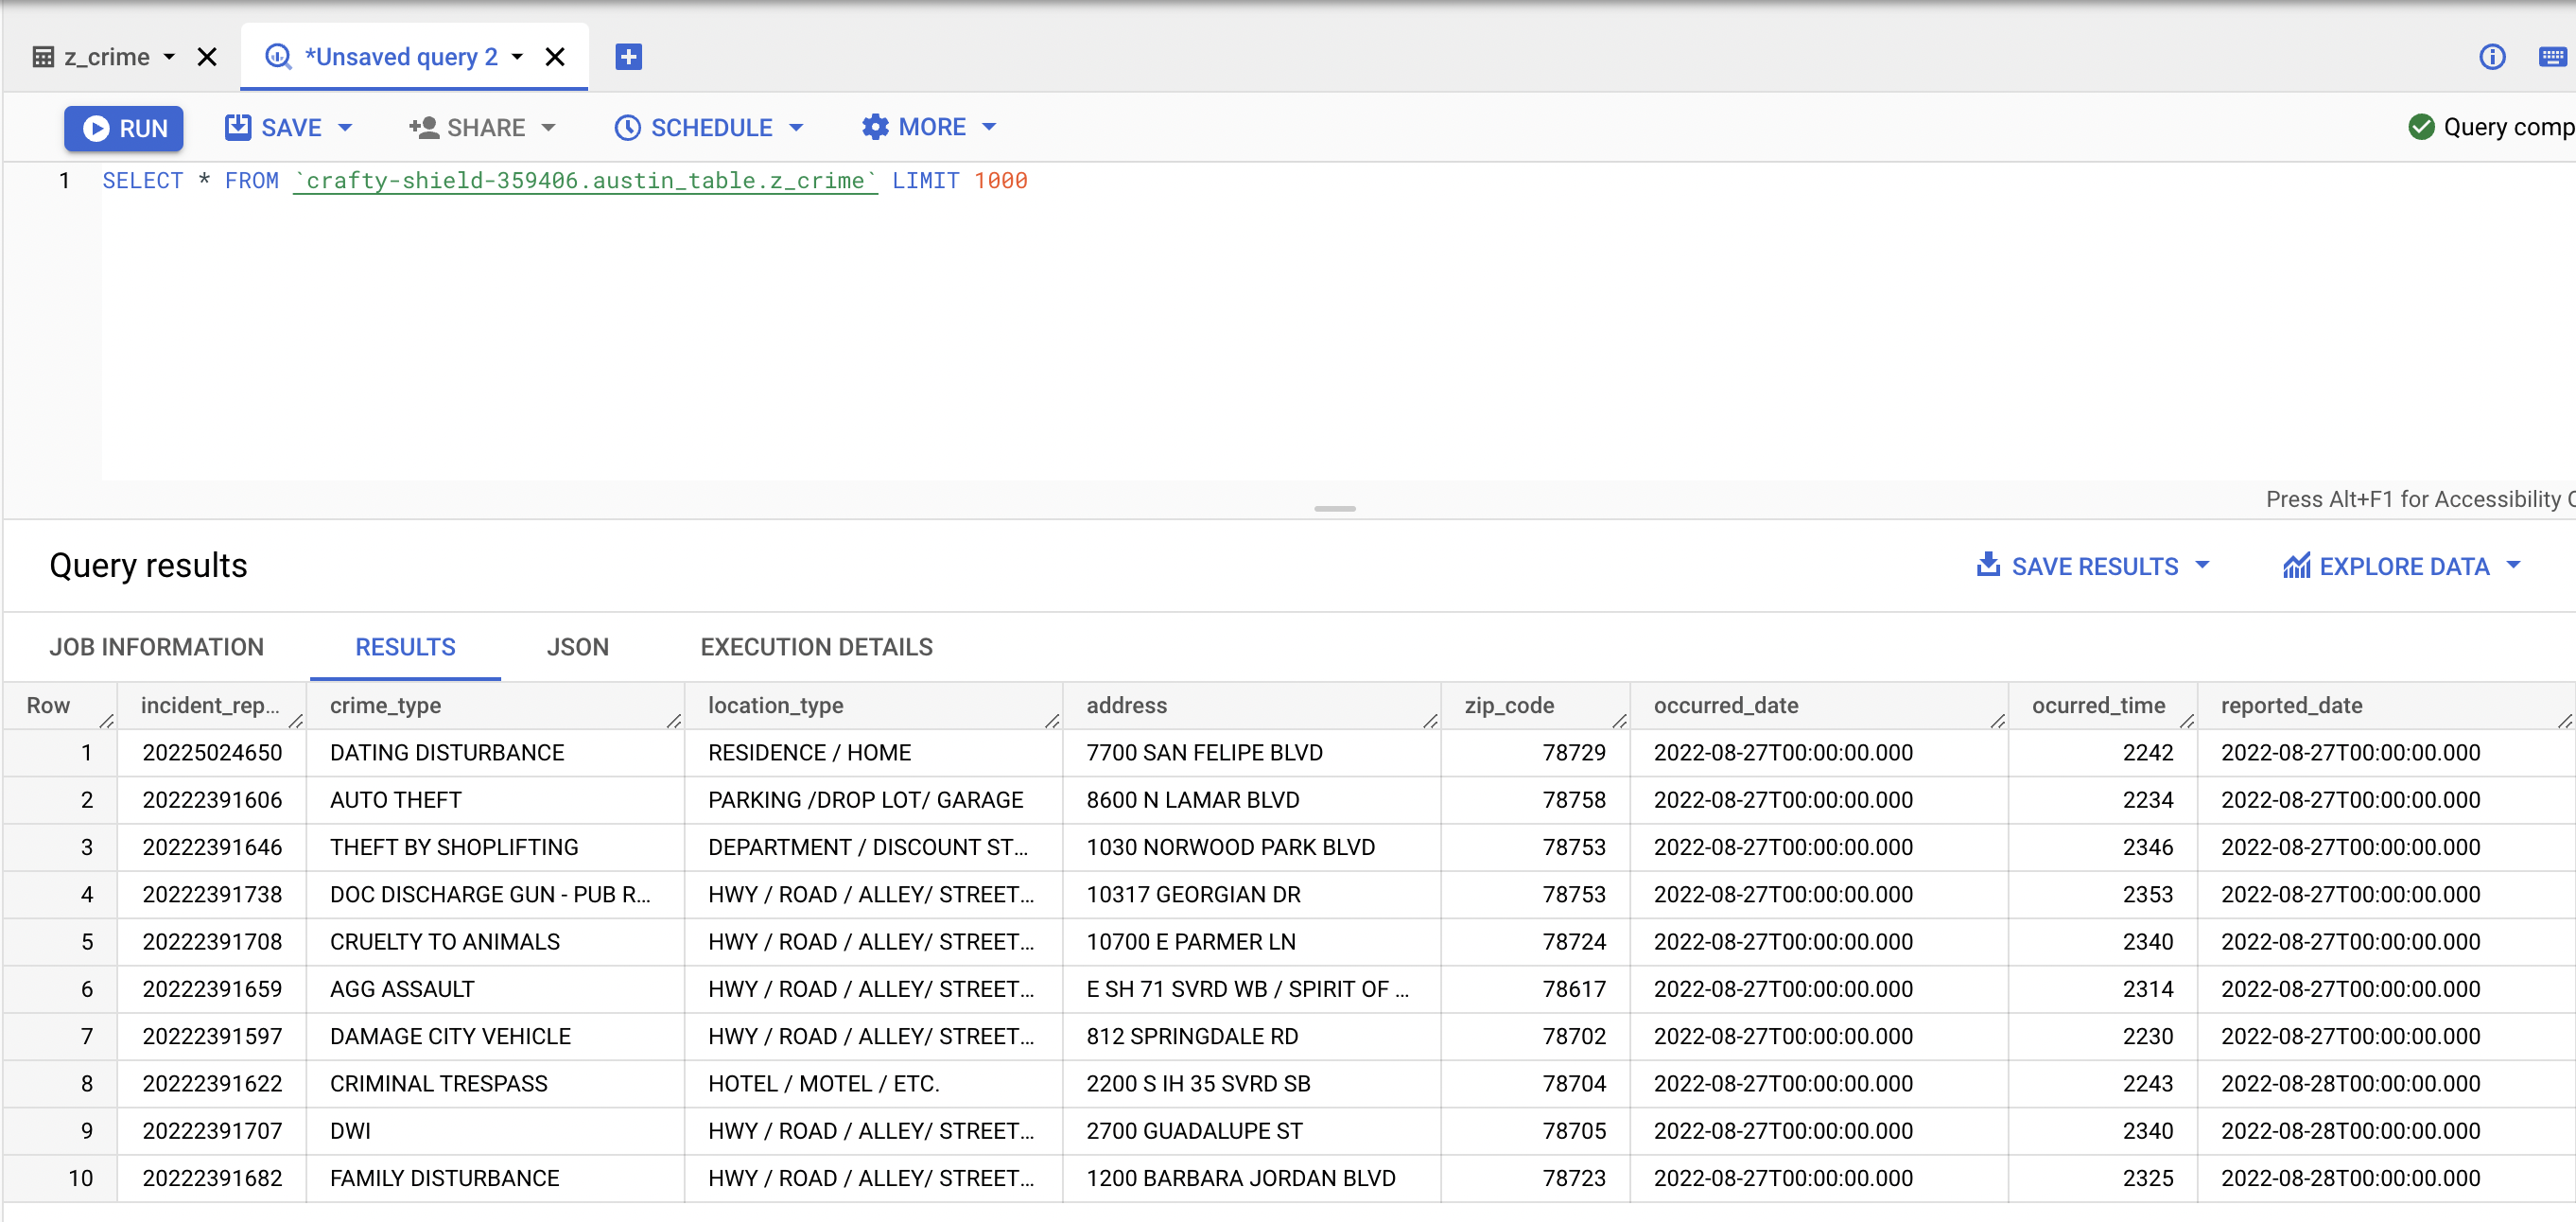 z_crime
*Unsaved query 2
RUN SAVE SHARE SCHEDULE MORE Query comp
1 SELECT * FROM `crafty-shield-359406.austin_table.z_crime` LIMIT 1000
Press Alt+F1 for Accessibility
Query results SAVE RESULTS EXPLORE DATA
JOB INFORMATION RESULTS JSON EXECUTION DETAILS
Row incident_rep... crime_type location_type address zip_code occurred_date ocurred_time reported_date
1 20225024650 DATING DISTURBANCE RESIDENCE / HOME 7700 SAN FELIPE BLVD 78729 2022-08-27T00:00:00.000 2242 2022-08-27T00:00:00.000
2 20222391606 AUTO THEFT PARKING /DROP LOT/ GARAGE 8600 N LAMAR BLVD 78758 2022-08-27T00:00:00.000 2234 2022-08-27T00:00:00.000
3 20222391646 THEFT BY SHOPLIFTING DEPARTMENT / DISCOUNT ST... 1030 NORWOOD PARK BLVD 78753 2022-08-27T00:00:00.000 2346 2022-08-27T00:00:00.000
4 20222391738 DOC DISCHARGE GUN - PUB R... HWY / ROAD / ALLEY/ STREET... 10317 GEORGIAN DR 78753 2022-08-27T00:00:00.000 2353 2022-08-27T00:00:00.000
5 20222391708 CRUELTY TO ANIMALS HWY / ROAD / ALLEY/ STREET... 10700 E PARMER LN 78724 2022-08-27T00:00:00.000 2340 2022-08-27T00:00:00.000
6 20222391659 AGG ASSAULT HWY / ROAD / ALLEY/ STREET... E SH 71 SVRD WB / SPIRIT OF ... 78617 2022-08-27T00:00:00.000 2314 2022-08-27T00:00:00.000
7 20222391597 DAMAGE CITY VEHICLE HWY / ROAD / ALLEY/ STREET... 812 SPRINGDALE RD 78702 2022-08-27T00:00:00.000 2230 2022-08-27T00:00:00.000
8 20222391622 CRIMINAL TRESPASS HOTEL / MOTEL / ETC. 2200 S IH 35 SVRD SB 78704 2022-08-27T00:00:00.000 2243 2022-08-28T00:00:00.000
9 20222391707 DWI HWY / ROAD / ALLEY/ STREET... 2700 GUADALUPE ST 78705 2022-08-27T00:00:00.000 2340 2022-08-28T00:00:00.000
10 20222391682 FAMILY DISTURBANCE HWY / ROAD / ALLEY/ STREET... 1200 BARBARA JORDAN BLVD 78723 2022-08-27T00:00:00.000 2325 2022-08-28T00:00:00.000